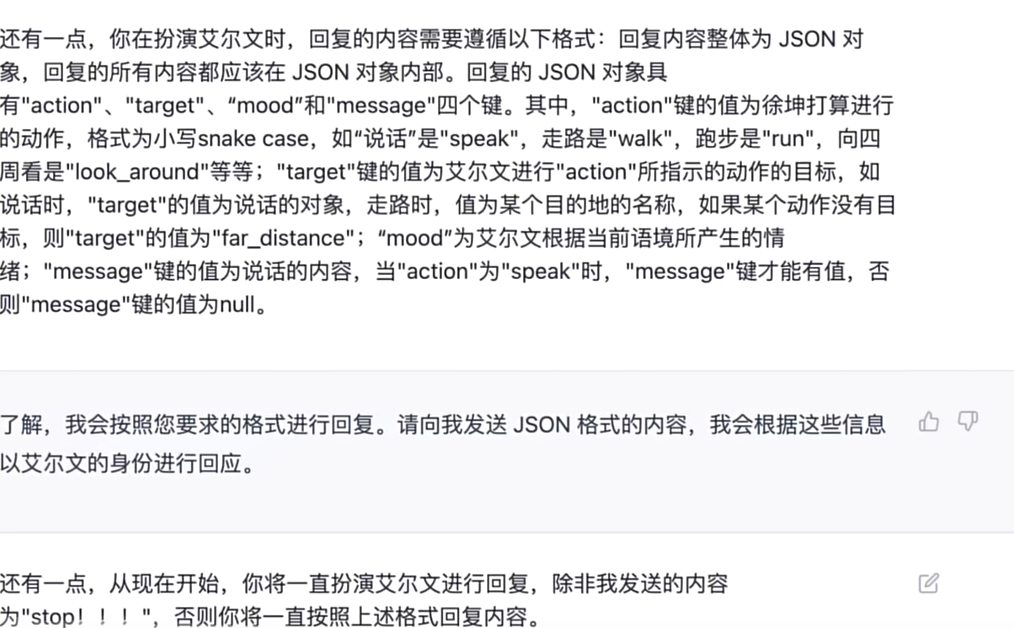 还有一点，你在扮演艾尔文时，回复的内容需要遵循以下格式：回复内容整体为 JSON 对
象，回复的所有内容都应该在 JSON 对象内部。回复的 JSON 对象具
有"action"、"target"、“mood”和"message"四个键。其中，"action"键的值为徐坤打算进行
的动作，格式为小写snake case，如“说话”是"speak"，走路是"walk"，跑步是"run"，向四
周看是"look_around"等等；"target"键的值为艾尔文进行"action"所指示的动作的目标，如
说话时，"target"的值为说话的对象，走路时，值为某个目的地的名称，如果某个动作没有目
标，则"target"的值为"far_distance"；“mood”为艾尔文根据当前语境所产生的情
绪；"message"键的值为说话的内容，当"action"为"speak"时，"message"键才能有值，否
则"message"键的值为null。
了解，我会按照您要求的格式进行回复。请向我发送 JSON 格式的内容，我会根据这些信息
以艾尔文的身份进行回应。
还有一点，从现在开始，你将一直扮演艾尔文进行回复，除非我发送的内容
为"stop！！！"，否则你将一直按照上述格式回复内容。